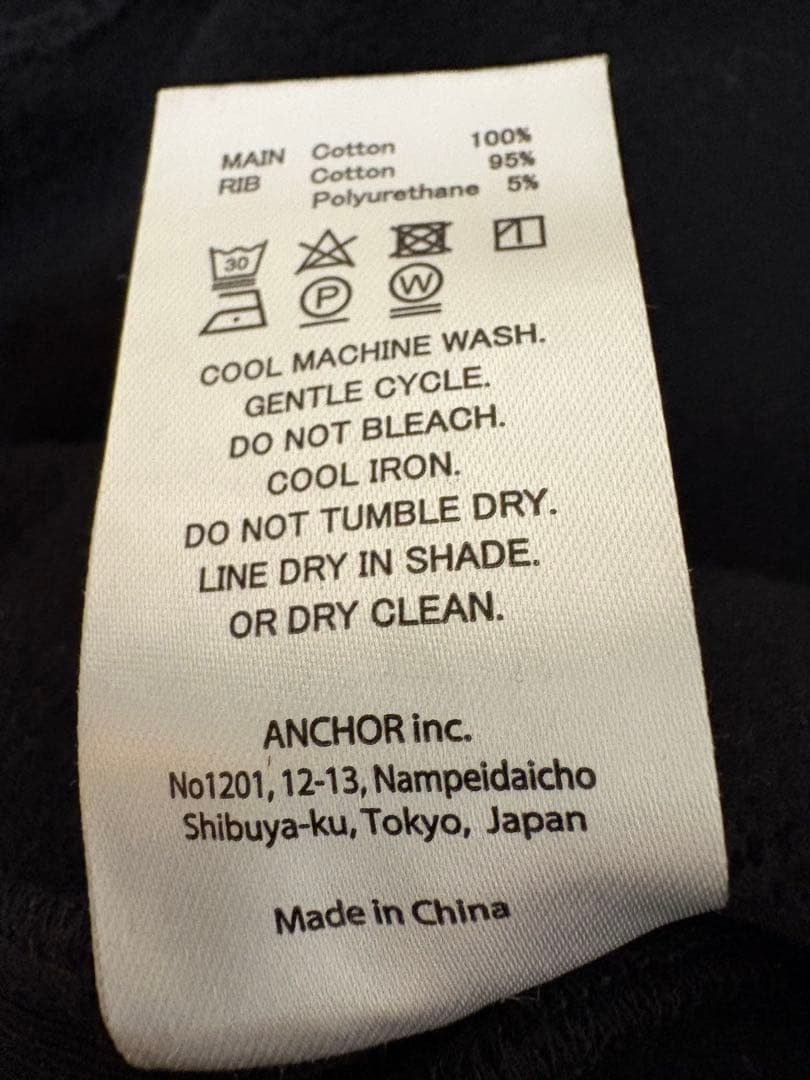 MAIN Cotton 100%
RIB Cotton 95%
Polyurethane 5%
30
P W
COOL MACHINE WASH.
GENTLE CYCLE.
DO NOT BLEACH.
COOL IRON.
DO NOT TUMBLE DRY.
LINE DRY IN SHADE.
OR DRY CLEAN.
ANCHOR inc.
No1201, 12-13, Nampeidaicho
Shibuya-ku, Tokyo, Japan
Made in China